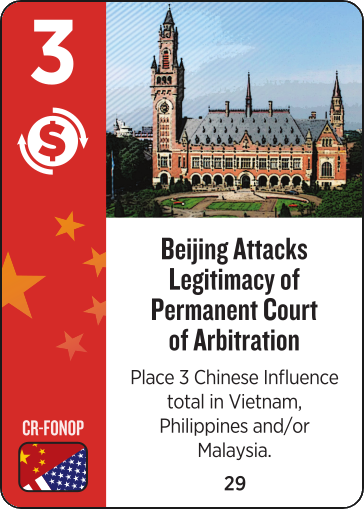 3
$
Beijing Attacks
Legitimacy of
Permanent Court
of Arbitration
Place 3 Chinese Influence
total in Vietnam,
Philippines and/or
Malaysia.
CR-FONOP
29